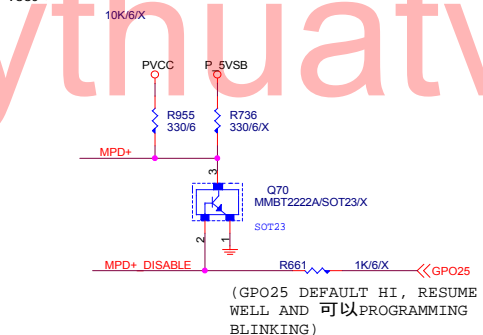 10K/6/X
ythuatv
PVCC P_5VSB
R955
330/6
R736
330/6/X
MPD+
3
Q70
MMBT2222A/SOT23/X
SOT23
2
1
MPD+_DISABLE
R661
1K/6/X
GPO25
(GPO25 DEFAULT HI, RESUME
WELL AND 可以PROGRAMMING
BLINKING)